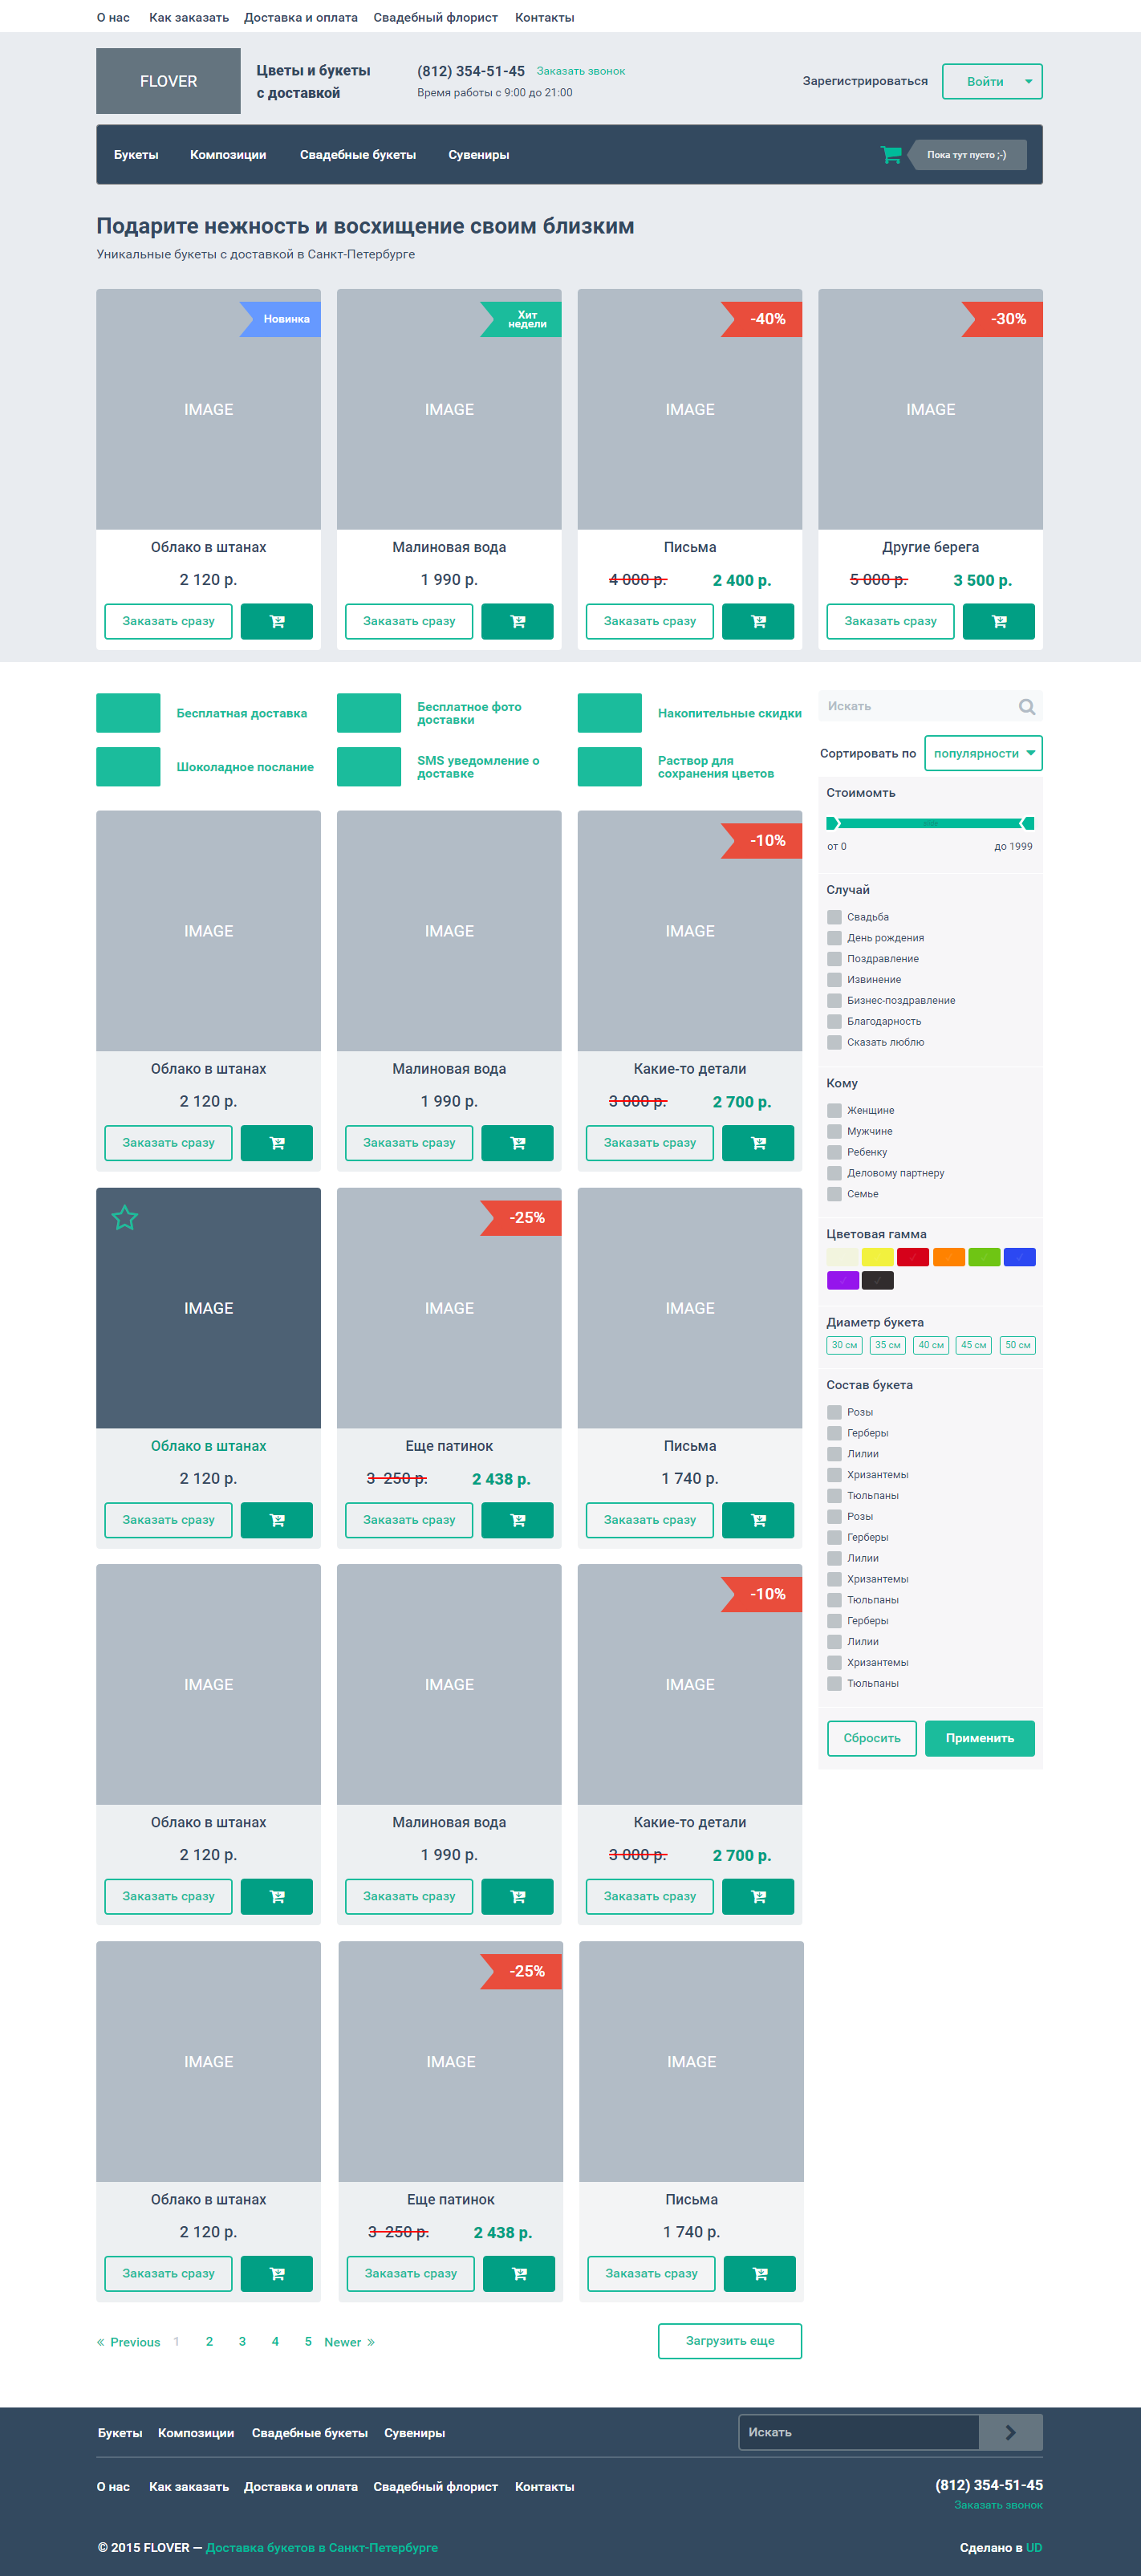 О нас Как заказать Доставка и оплата Свадебный флорист Контакты
FLOVER
Цветы и букеты
с доставкой
(812) 354-51-45 Заказать звонок
Время работы с 9:00 до 21:00
Зарегистрироваться Войти
Букеты Композиции Свадебные букеты Сувениры Пока тут пусто ;-)
Подарите нежность и восхищение своим близким
Уникальные букеты с доставкой в Санкт-Петербурге
Новинка
Хит
недели
-40%
-30%
IMAGE IMAGE IMAGE IMAGE
Облако в штанах Малиновая вода Письма Другие берега
2 120 р. 1 990 р. 4 000 р. 2 400 р. 5 000 р. 3 500 р.
Заказать сразу Заказать сразу Заказать сразу Заказать сразу
Бесплатная доставка
Бесплатное фото
доставки
Накопительные скидки
Шоколадное послание
SMS уведомление о
доставке
Раствор для
сохранения цветов
-10%
IMAGE IMAGE IMAGE
Облако в штанах Малиновая вода Какие-то детали
2 120 р. 1 990 р. 3 000 р. 2 700 р.
Заказать сразу Заказать сразу Заказать сразу
-25%
IMAGE IMAGE IMAGE
Облако в штанах Еще патинок Письма
2 120 р. 3 250 р. 2 438 р. 1 740 р.
Заказать сразу Заказать сразу Заказать сразу
-10%
IMAGE IMAGE IMAGE
Облако в штанах Малиновая вода Какие-то детали
2 120 р. 1 990 р. 3 000 р. 2 700 р.
Заказать сразу Заказать сразу Заказать сразу
-25%
IMAGE IMAGE IMAGE
Облако в штанах Еще патинок Письма
2 120 р. 3 250 р. 2 438 р. 1 740 р.
Заказать сразу Заказать сразу Заказать сразу
« Previous 1 2 3 4 5 Newer » Загрузить еще
Искать
Сортировать по популярности
Стоимомть
от 0 до 1999
Случай
Свадьба
День рождения
Поздравление
Извинение
Бизнес-поздравление
Благодарность
Сказать люблю
Кому
Женщине
Мужчине
Ребенку
Деловому партнеру
Семье
Цветовая гамма
Диаметр букета
30 см 35 см 40 см 45 см 50 см
Состав букета
Розы
Герберы
Лилии
Хризантемы
Тюльпаны
Розы
Герберы
Лилии
Хризантемы
Тюльпаны
Герберы
Лилии
Хризантемы
Тюльпаны
Сбросить Применить
Букеты Композиции Свадебные букеты Сувениры Искать
О нас Как заказать Доставка и оплата Свадебный флорист Контакты (812) 354-51-45
Заказать звонок
© 2015 FLOVER — Доставка букетов в Санкт-Петербурге Сделано в UD